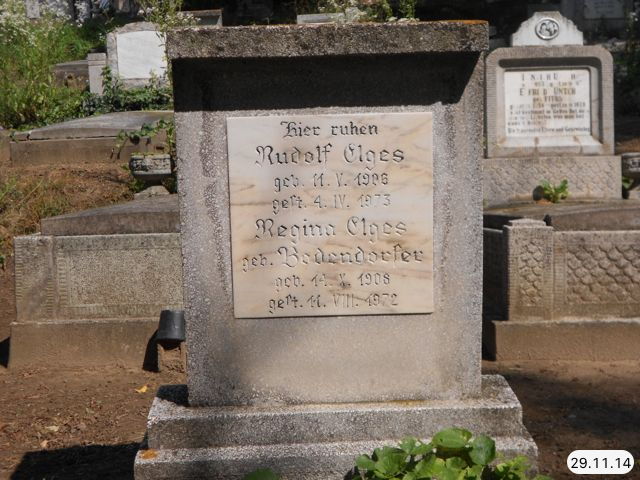 Hier ruhen
Rudolf Elges
geb. 11. V. 1906
gest. 4. IV. 1973
Regina Elges
geb. Bodendorfer
geb. 14. X. 1908
gest. 11. VIII. 1972
29.11.14